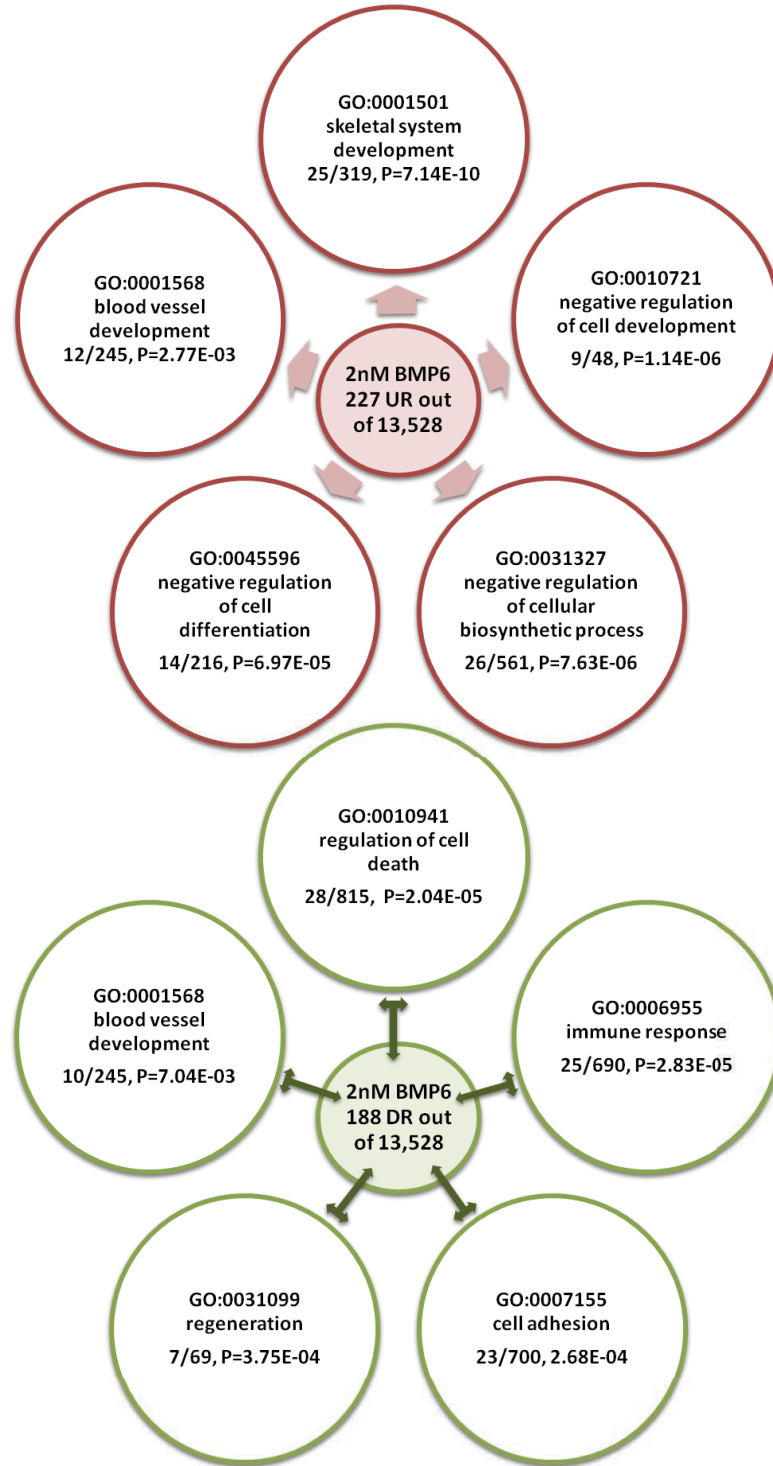 GO:0001501
skeletal system
development
25/319, P=7.14E-10
GO:0001568
blood vessel
development
12/245, P=2.77E-03
GO:0010721
negative regulation
of cell development
9/48, P=1.14E-06
2nM BMP6
227 UR out
of 13,528
GO:0045596
negative regulation
of cell
differentiation
14/216, P=6.97E-05
GO:0031327
negative regulation
of cellular
biosynthetic process
26/561, P=7.63E-06
GO:0010941
regulation of cell
death
28/815, P=2.04E-05
GO:0001568
blood vessel
development
10/245, P=7.04E-03
GO:0006955
immune response
25/690, P=2.83E-05
2nM BMP6
188 DR out
of 13,528
GO:0031099
regeneration
7/69, P=3.75E-04
GO:0007155
cell adhesion
23/700, 2.68E-04